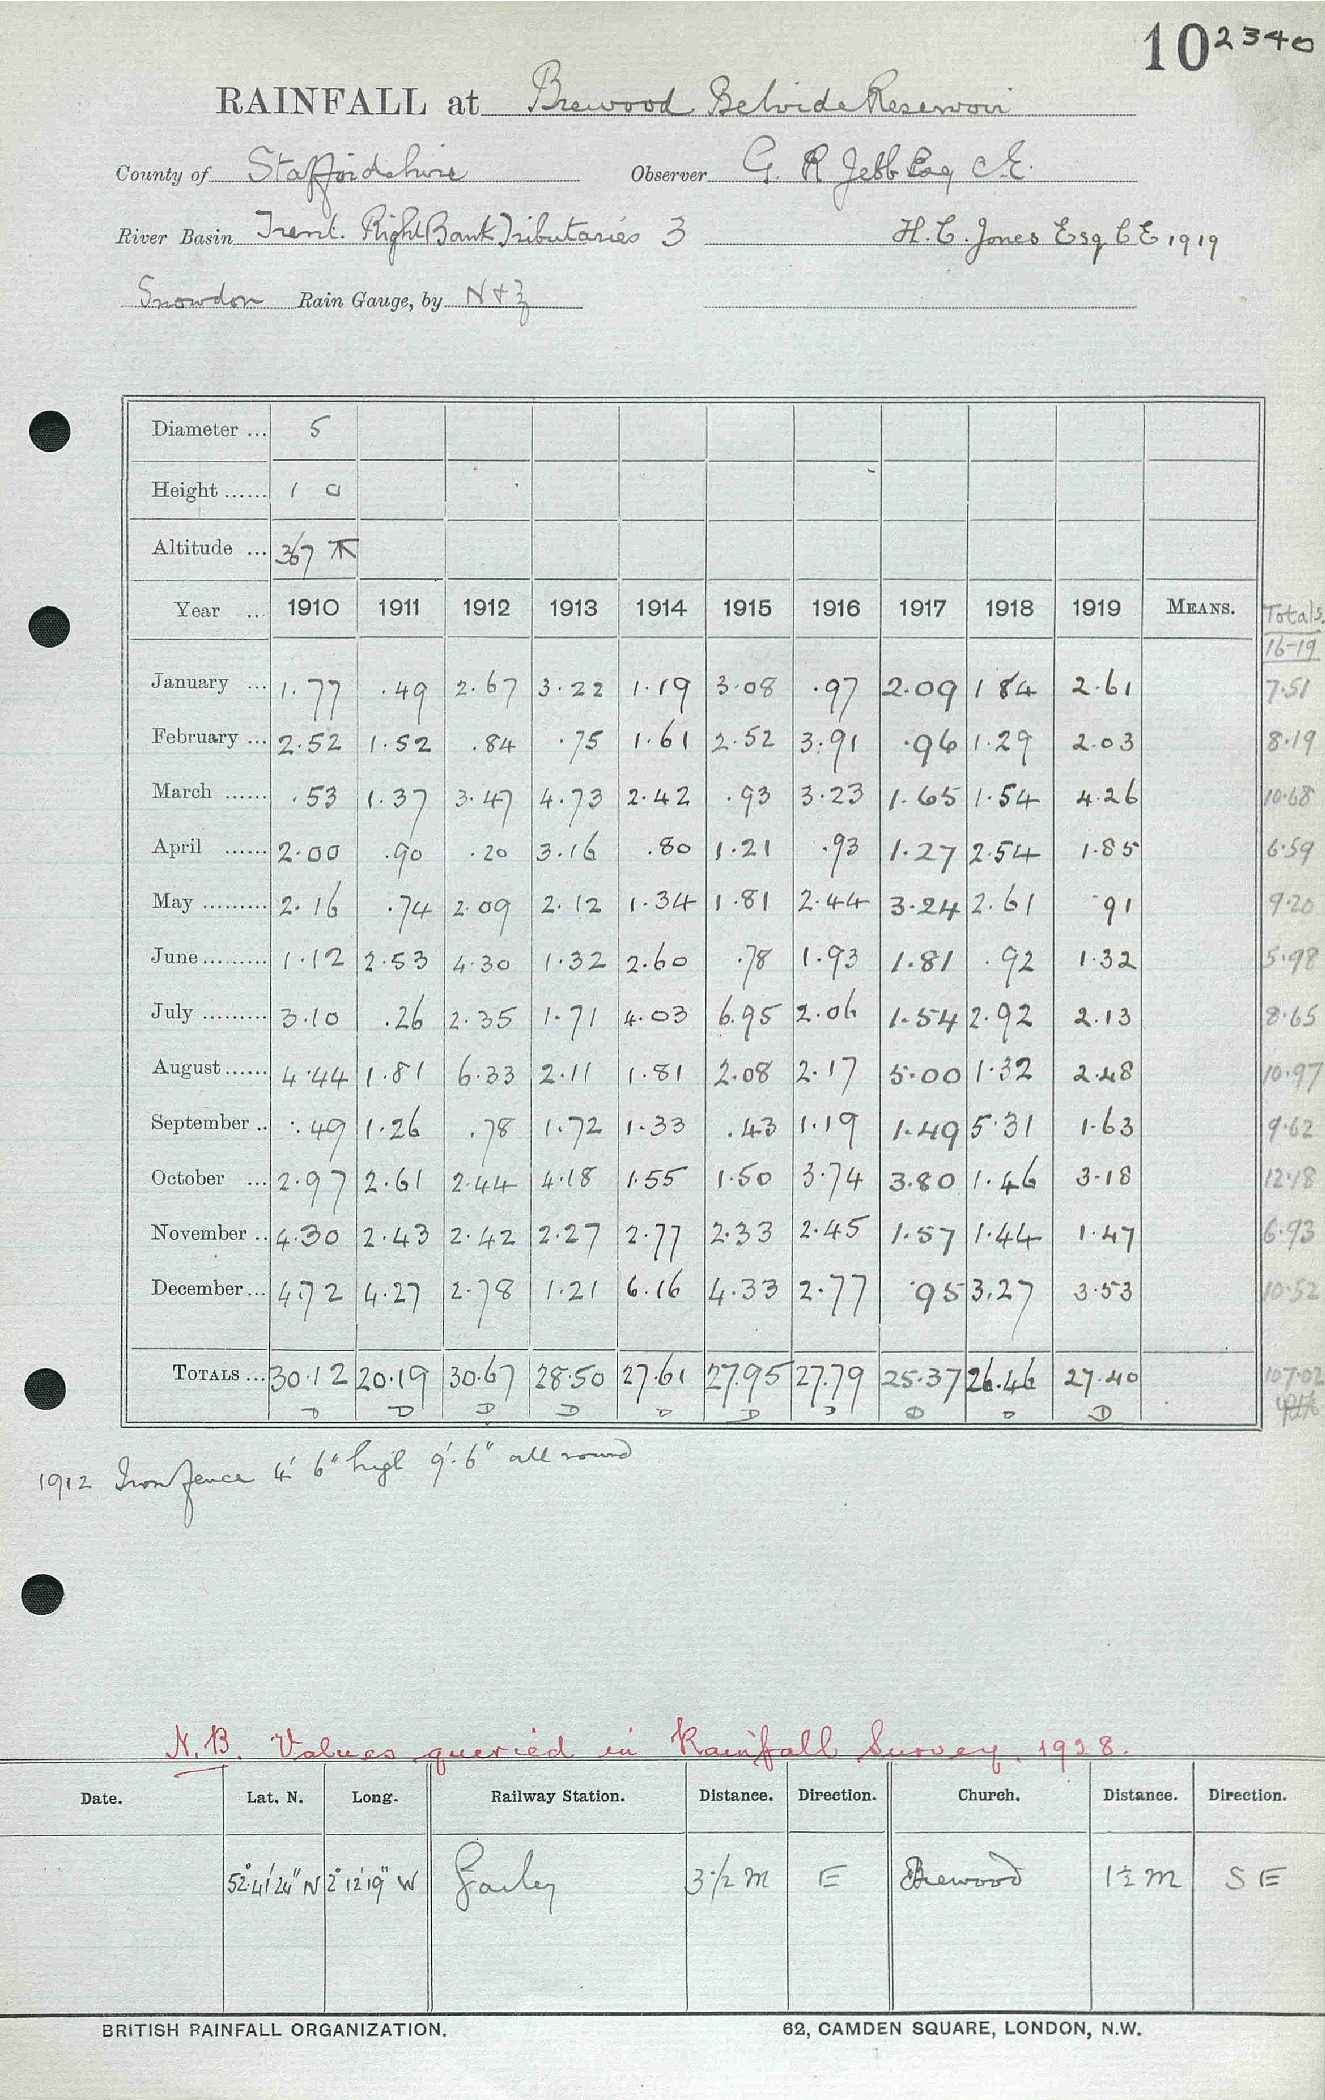 10 2340
RAINFALL at Brewood Belvide Reservoir
County of Staffordshire Observer G. R Jebb Esq C.E.
River Basin Trent. Right Bank Tributaries 3 H. C. Jones Esq C E 1919
Snowdon Rain Gauge, by N & Z
Diameter ... 5
Height ...... 1 0
Altitude ... 367
Year ... 1910 1911 1912 1913 1914 1915 1916 1917 1918 1919 MEANS. Totals
16-19
January ... 1.77 .49 2.67 3.22 1.19 3.08 .97 2.09 1 84 2.61 7.51
February ... 2.52 1.52 .84 .75 1.61 2.52 3.91 .96 1.29 2.03 8.19
March ...... .53 1.37 3.47 4.73 2.42 .93 3.23 1.65 1.54 4.26 10.68
April ...... 2.00 .90 .20 3.16 .80 1.21 .93 1.27 2.54 1.85 6.59
May ......... 2.16 .74 2.09 2.12 1.34 1.81 2.44 3.24 2.61 .91 9.20
June ......... 1.12 2.53 4.30 1.32 2.60 .78 1.93 1.81 .92 1.32 5.98
July ......... 3.10 .26 2.35 1.71 4.03 6.95 2.06 1.54 2.92 2.13 8.65
August ...... 4.44 1.81 6.33 2.11 1.81 2.08 2.17 5.00 1.32 2.48 10.97
September .. .49 1.26 .78 1.72 1.33 .43 1.19 1.49 5.31 1.63 9.62
October ... 2.97 2.61 2.44 4.18 1.55 1.50 3.74 3.80 1.46 3.18 12.18
November .. 4.30 2.43 2.42 2.27 2.77 2.33 2.45 1.57 1.44 1.47 6.93
December ... 4.72 4.27 2.78 1.21 6.16 4.33 2.77 .95 3.27 3.53 10.52
TOTALS ... 30.12 20.19 30.67 28.50 27.61 27.95 27.79 25.37 26.46 27.40 107.02
D D D D D D D D D D
1912 Iron fence 4' 6" high 9'. 6" all round
N.B. Values queried in Rainfall Survey. 1928.
Date. Lat. N. Long. Railway Station. Distance. Direction. Church. Distance. Direction.
52°41'24" N 2°12'19" W Gailey 3 1/2 m E Brewood 1 1/2 m S E
BRITISH RAINFALL ORGANIZATION. 62, CAMDEN SQUARE, LONDON, N.W.